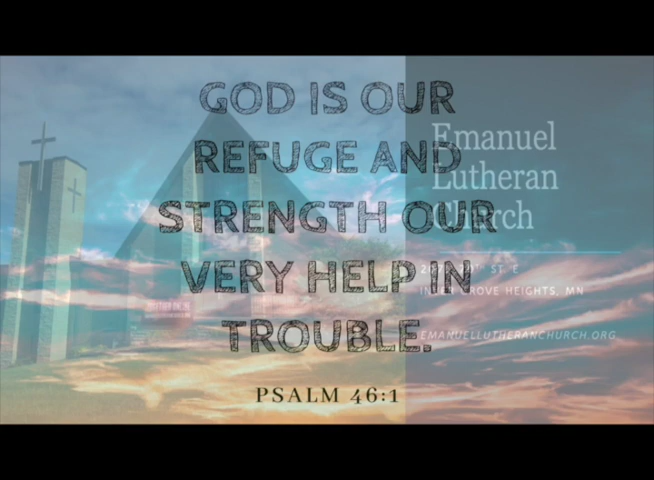 GOD IS OUR
REFUGE AND
STRENGTH OUR
VERY HELP IN
TROUBLE.
PSALM 46:1
Emanuel
Lutheran
Church
ST E
INVER GROVE HEIGHTS, MN
EMANUELLUTHERANCHURCH.ORG